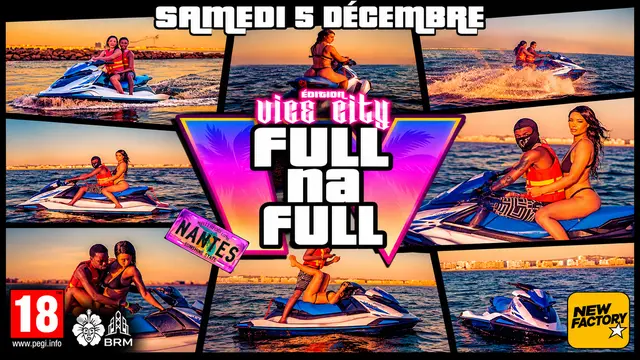 SAMEDI 5 DÉCEMBRE
ÉDITION
Vice City
FULL
na
FULL
NANTES
18
www.pegi.info
BRM
NEW
FACTORY